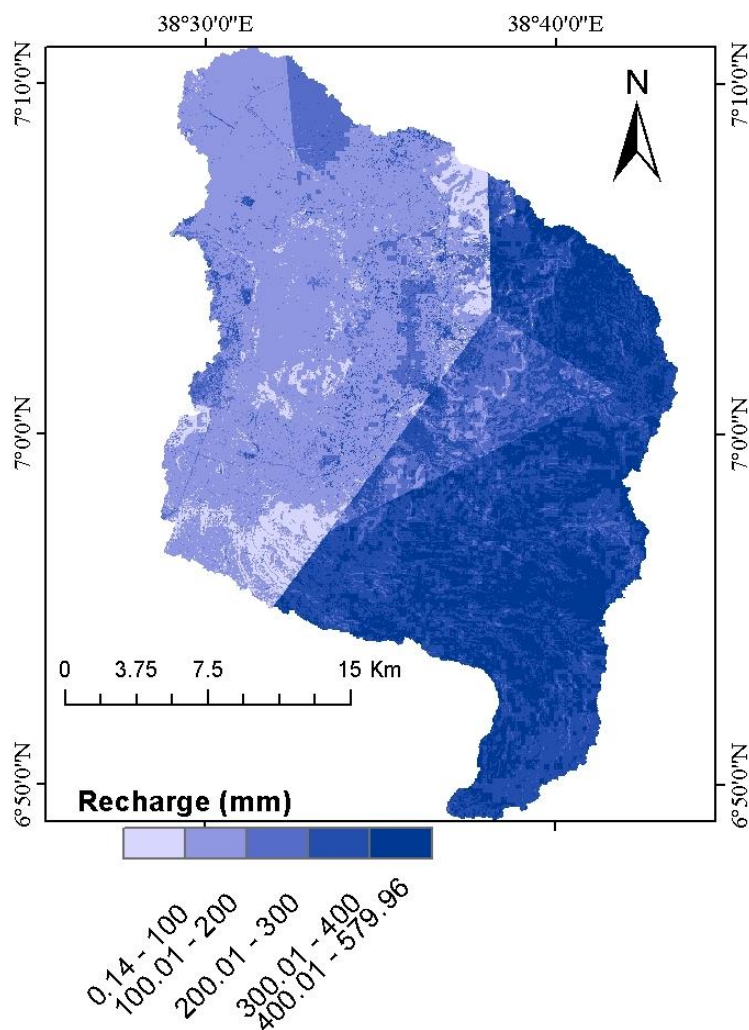 38°30'0"E 38°40'0"E
7°10'0"N 7°10'0"N
N
7°0'0"N 7°0'0"N
0 3.75 7.5 15 Km
6°50'0"N 6°50'0"N
Recharge (mm)
0.14 - 100
100.01 - 200
200.01 - 300
300.01 - 400
400.01 - 579.96